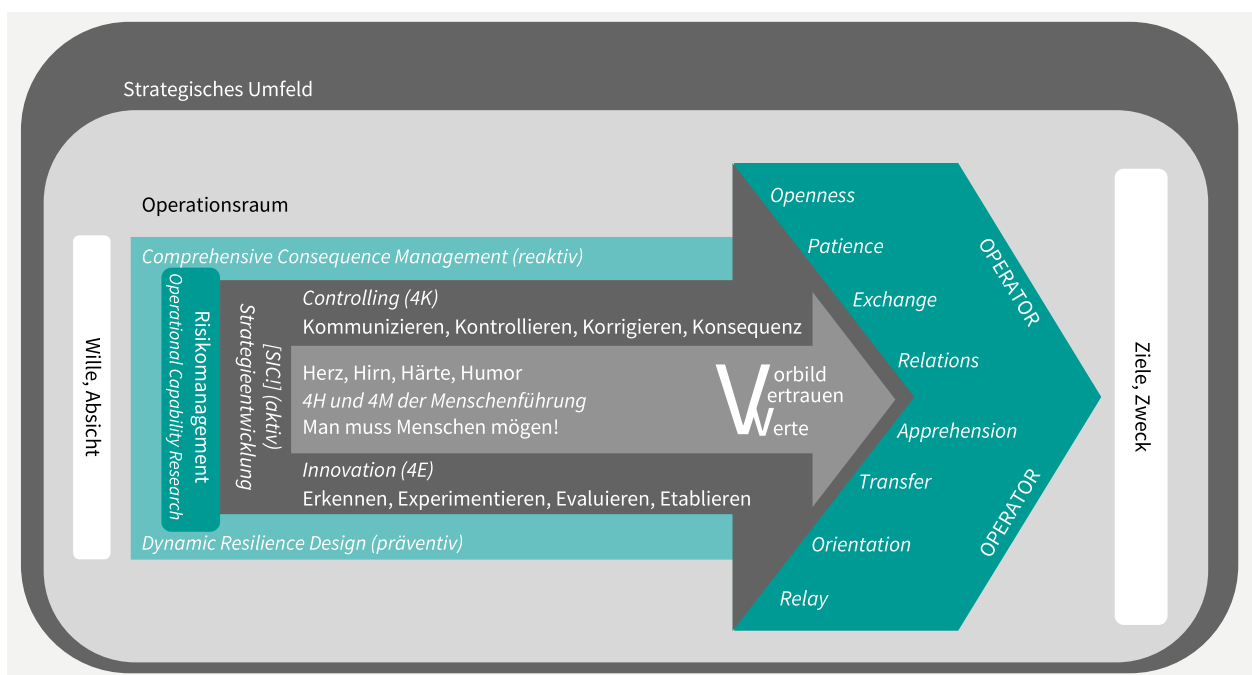 Strategisches Umfeld
Operationsraum
Wille, Absicht
Comprehensive Consequence Management (reaktiv)
Risikomanagement
Operational Capability Research
[SIC!] (aktiv)
Strategieentwicklung
Controlling (4K)
Kommunizieren, Kontrollieren, Korrigieren, Konsequenz
Herz, Hirn, Härte, Humor
4H und 4M der Menschenführung
Man muss Menschen mögen!
Vorbild
Vertrauen
Werte
Innovation (4E)
Erkennen, Experimentieren, Evaluieren, Etablieren
Dynamic Resilience Design (präventiv)
Openness
Patience
Exchange
Relations
Apprehension
Transfer
Orientation
Relay
OPERATOR
OPERATOR
Ziele, Zweck